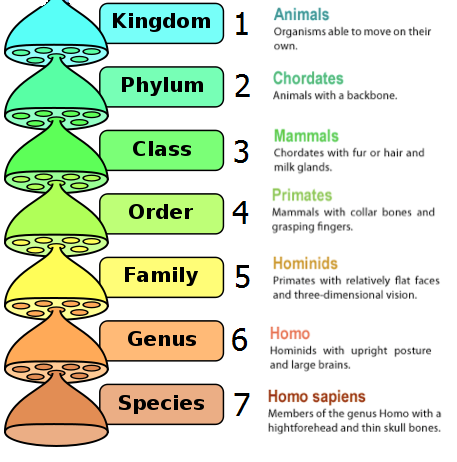 Kingdom 1 Animals
Organisms able to move on their
own.
Phylum 2 Chordates
Animals with a backbone.
Class 3 Mammals
Chordates with fur or hair and
milk glands.
Order 4 Primates
Mammals with collar bones and
grasping fingers.
Family 5 Hominids
Primates with relatively flat faces
and three-dimensional vision.
Genus 6 Homo
Hominids with upright posture
and large brains.
Species 7 Homo sapiens
Members of the genus Homo with a
hightforehead and thin skull bones.